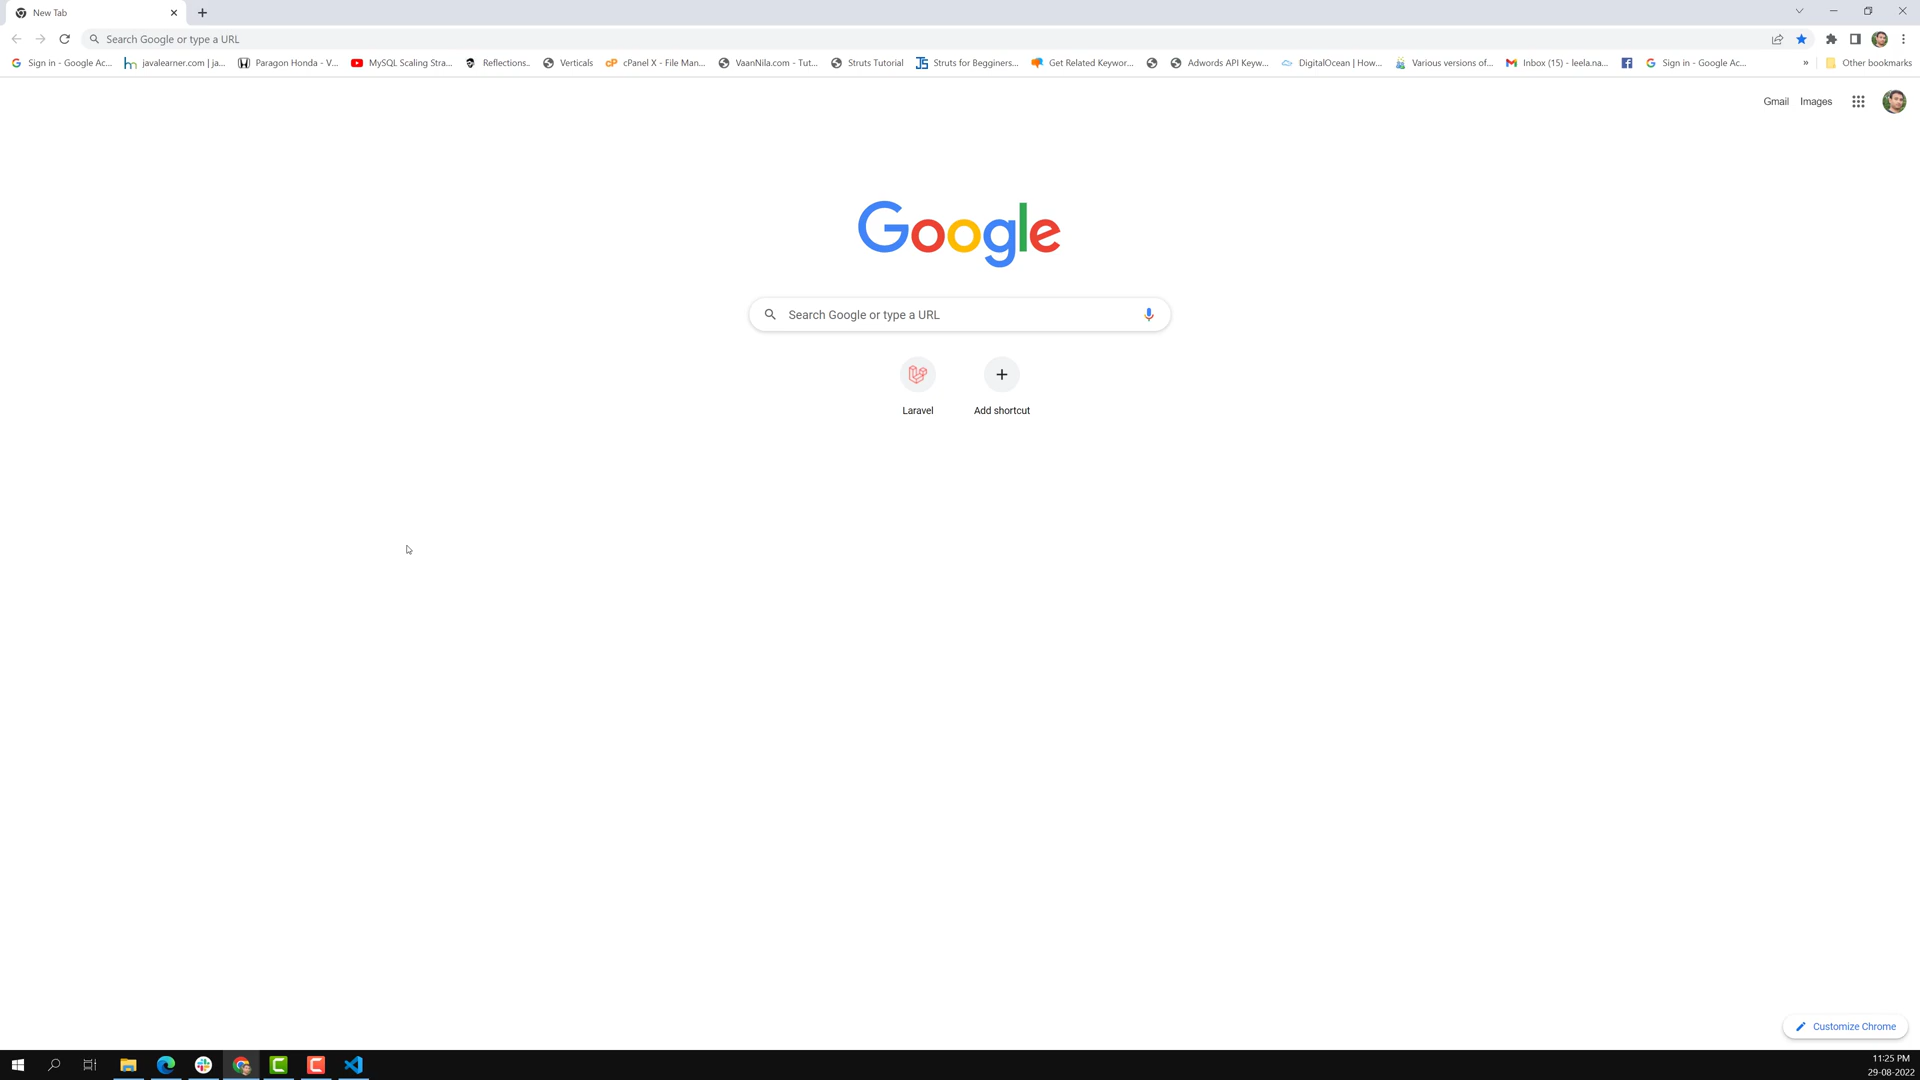 New Tab
Search Google or type a URL
Sign in - Google Ac... javalearner.com | ja... Paragon Honda - V... MySQL Scaling Stra... Reflections.. Verticals cPanel X - File Man... VaanNila.com - Tut... Struts Tutorial Struts for Begginers... Get Related Keywor... Adwords API Keyw... DigitalOcean | How... Various versions of... Inbox (15) - leela.na... Sign in - Google Ac... » Other bookmarks
Gmail Images
Google
Search Google or type a URL
Laravel Add shortcut
Customize Chrome
11:25 PM
29-08-2022